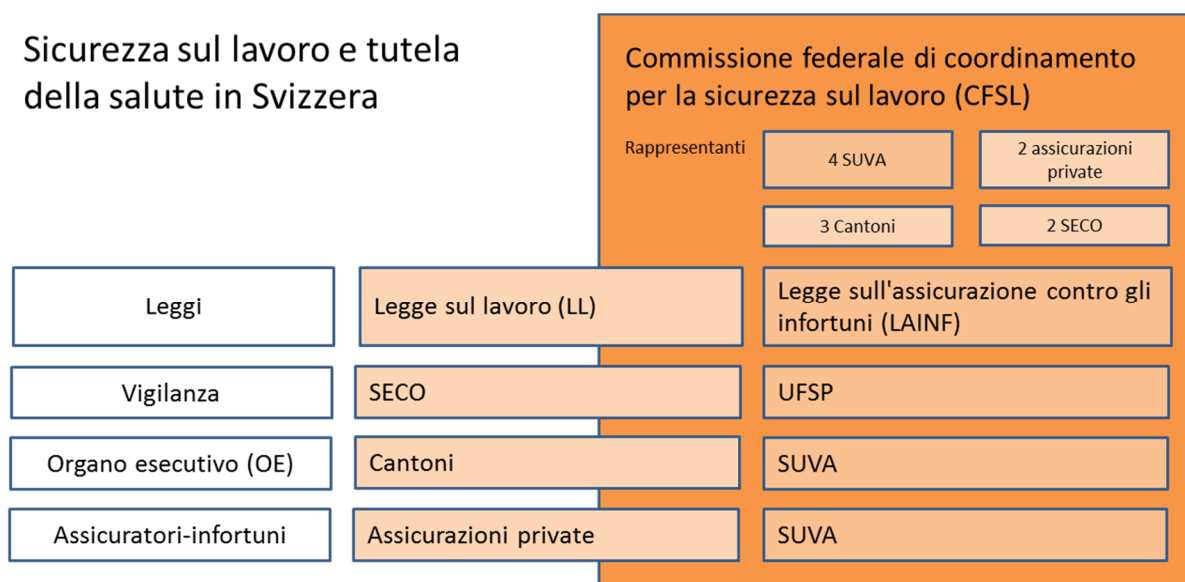 Sicurezza sul lavoro e tutela
della salute in Svizzera
Commissione federale di coordinamento
per la sicurezza sul lavoro (CFSL)
Rappresentanti
4 SUVA
2 assicurazioni
private
3 Cantoni
2 SECO
Leggi
Legge sul lavoro (LL)
Legge sull'assicurazione contro gli
infortuni (LAINF)
Vigilanza
SECO
UFSP
Organo esecutivo (OE)
Cantoni
SUVA
Assicuratori-infortuni
Assicurazioni private
SUVA